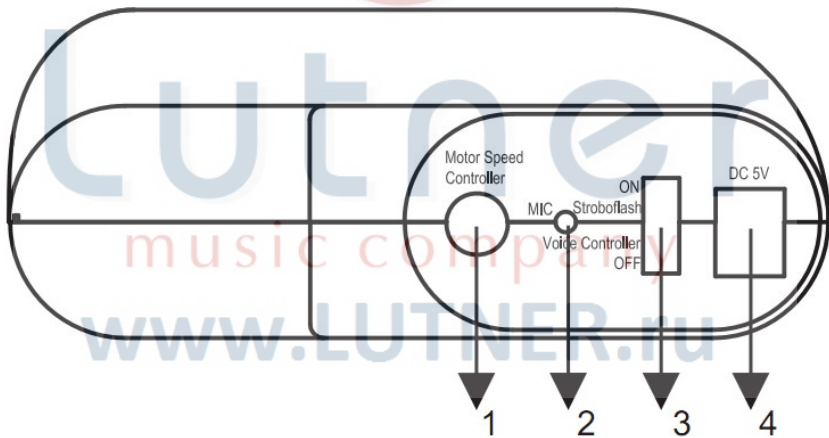 Lutner
Motor Speed
Controller
MIC
ON
Stroboflash
Voice Controller
OFF
DC 5V
music company
www.LUTNER.ru
1
2
3
4